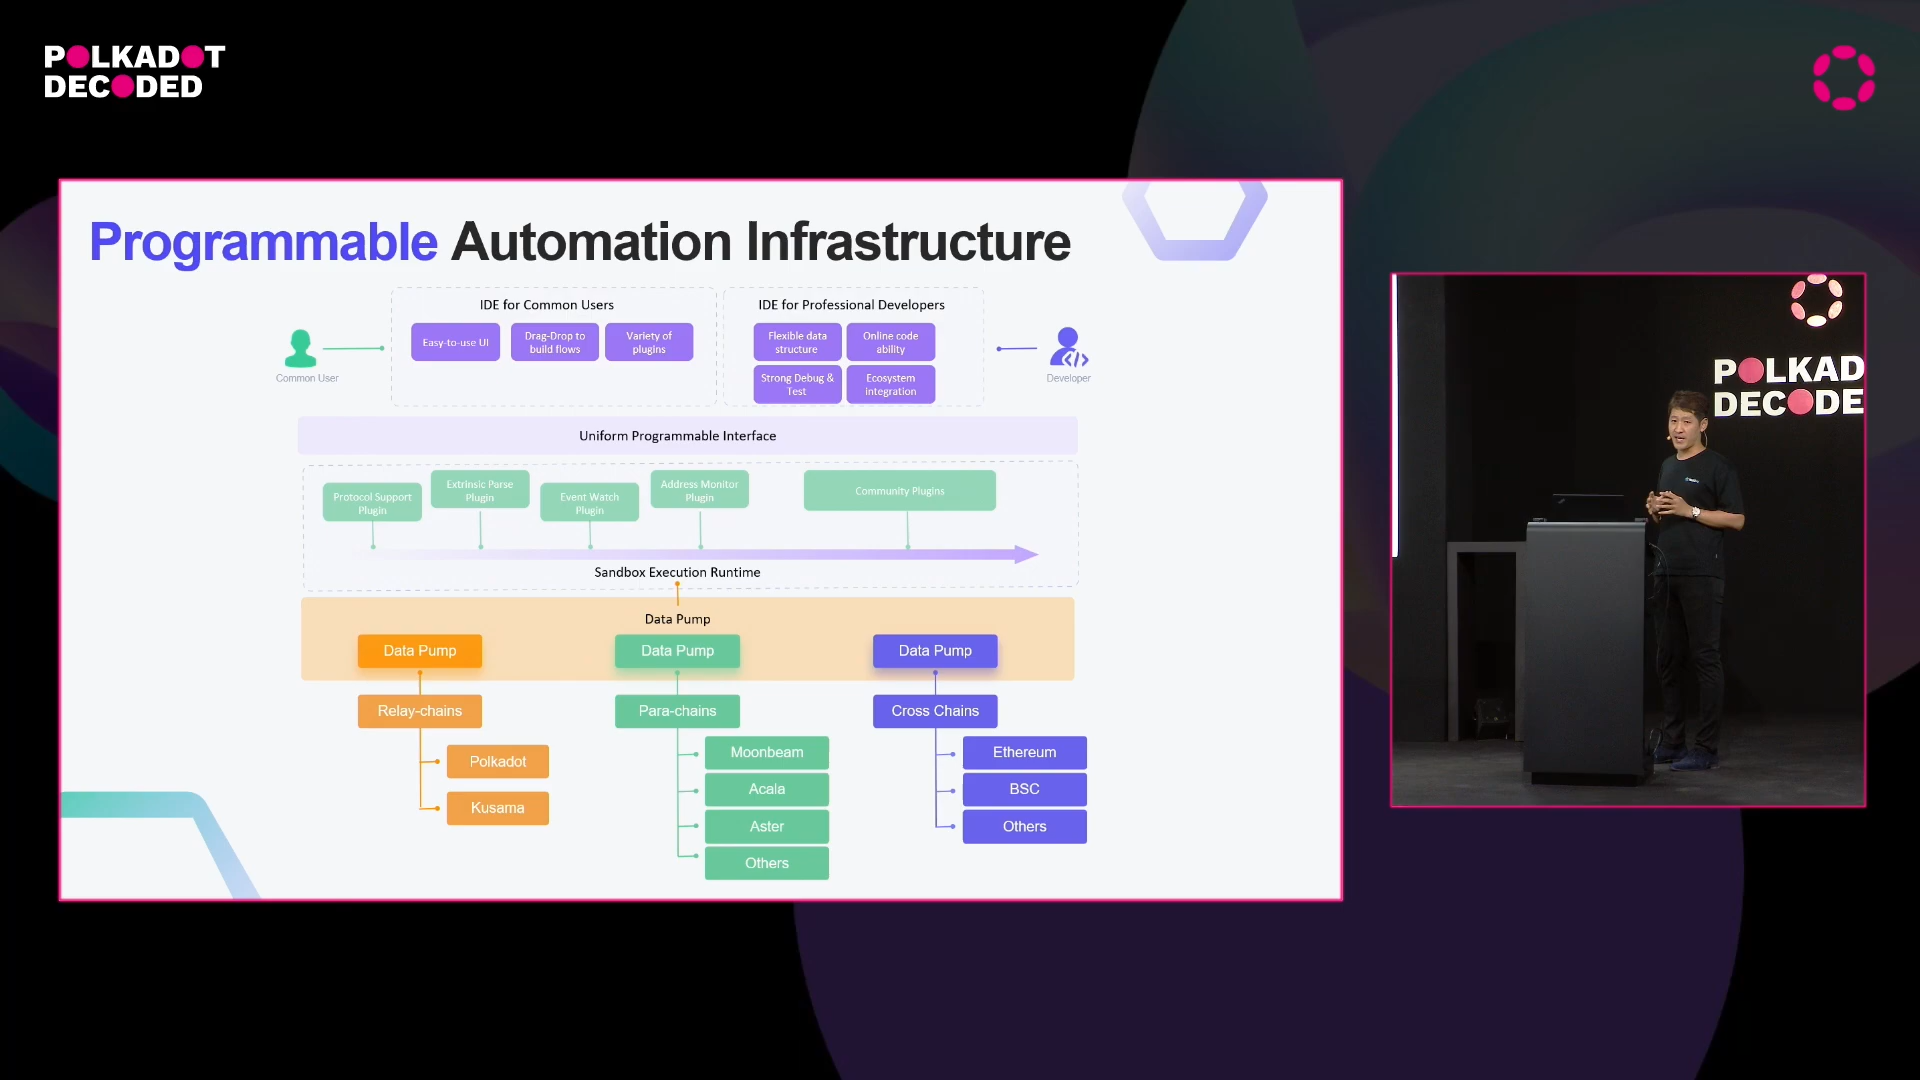 POLKADOT
DECODED
Programmable Automation Infrastructure
IDE for Common Users
Easy-to-use UI
Drag-Drop to
build flows
Variety of
plugins
Common User
IDE for Professional Developers
Flexible data
structure
Online code
ability
Strong Debug &
Test
Ecosystem
Integration
Developer
Uniform Programmable Interface
Protocol Support
Plugin
Extrinsic Parse
Plugin
Event Watch
Plugin
Address Monitor
Plugin
Community Plugins
Sandbox Execution Runtime
Data Pump
Data Pump
Data Pump
Data Pump
Relay-chains
Para-chains
Cross Chains
Polkadot
Kusama
Moonbeam
Acala
Aster
Others
Ethereum
BSC
Others
POLKAD
DECODE